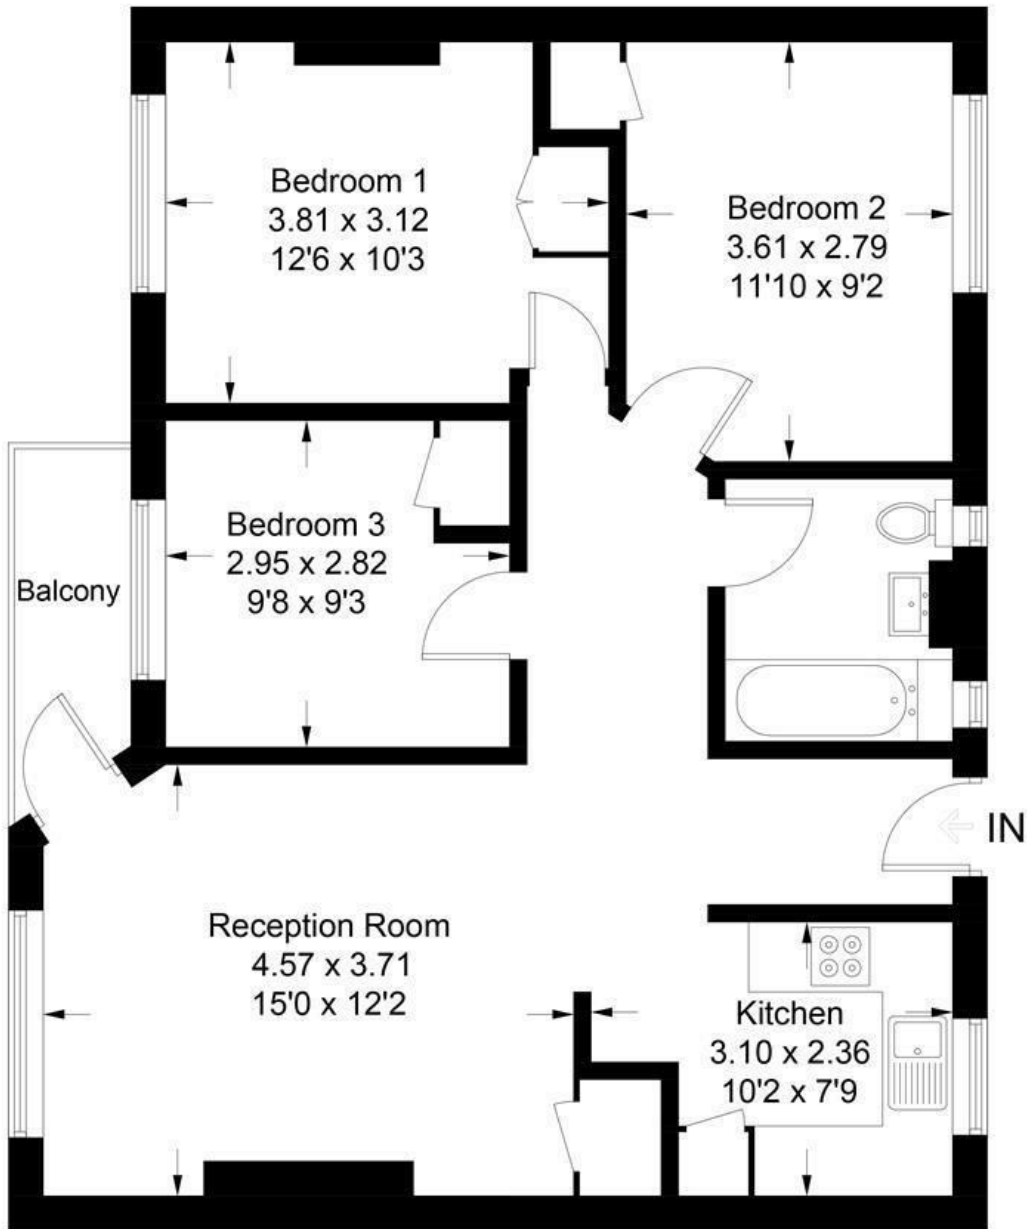 Bedroom 1
3.81 x 3.12
12'6 x 10'3
Bedroom 2
3.61 x 2.79
11'10 x 9'2
Bedroom 3
2.95 x 2.82
9'8 x 9'3
Balcony
IN
Reception Room
4.57 x 3.71
15'0 x 12'2
Kitchen
3.10 x 2.36
10'2 x 7'9